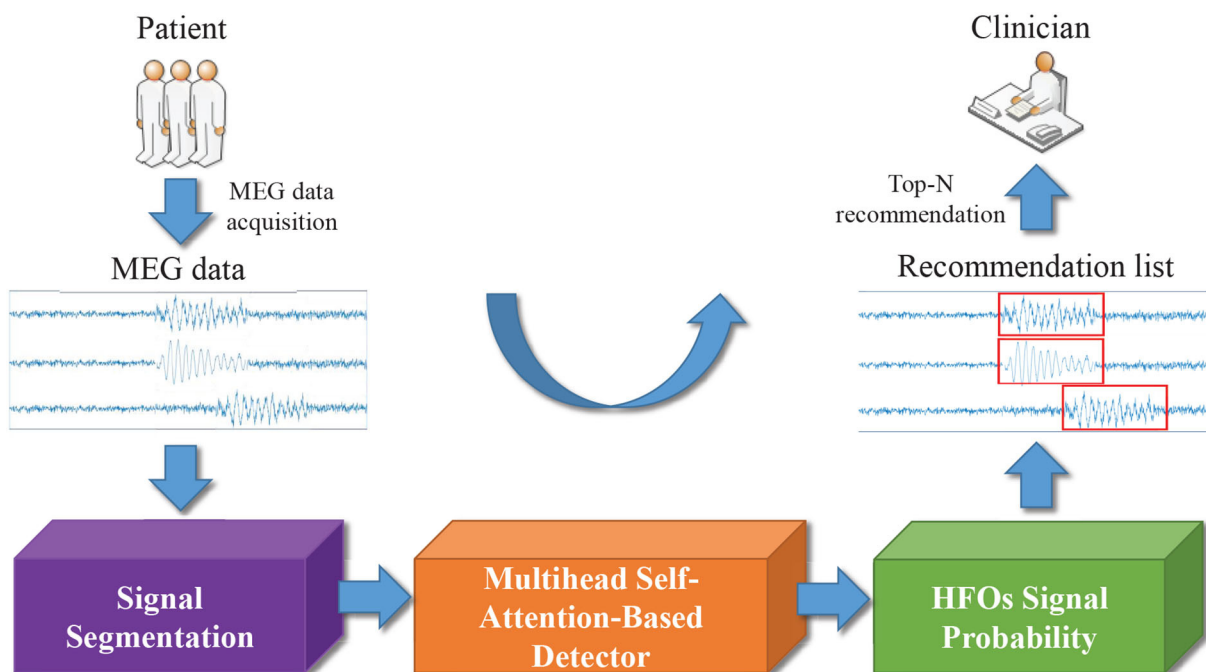 Patient
MEG data
acquisition
MEG data
Signal
Segmentation
Multihead Self-
Attention-Based
Detector
HFOs Signal
Probability
Recommendation list
Top-N
recommendation
Clinician